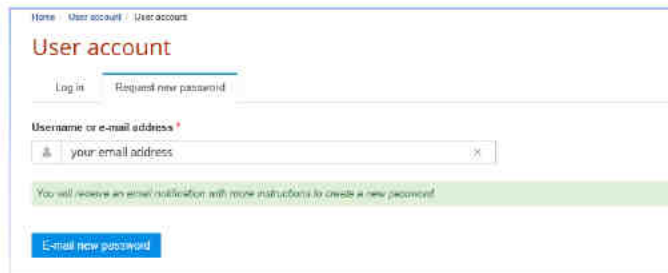 Home / User account / User account
User account
Log in
Request new password
Username or e-mail address *
your email address ×
You will receive an email notification with more instructions to create a new password.
E-mail new password